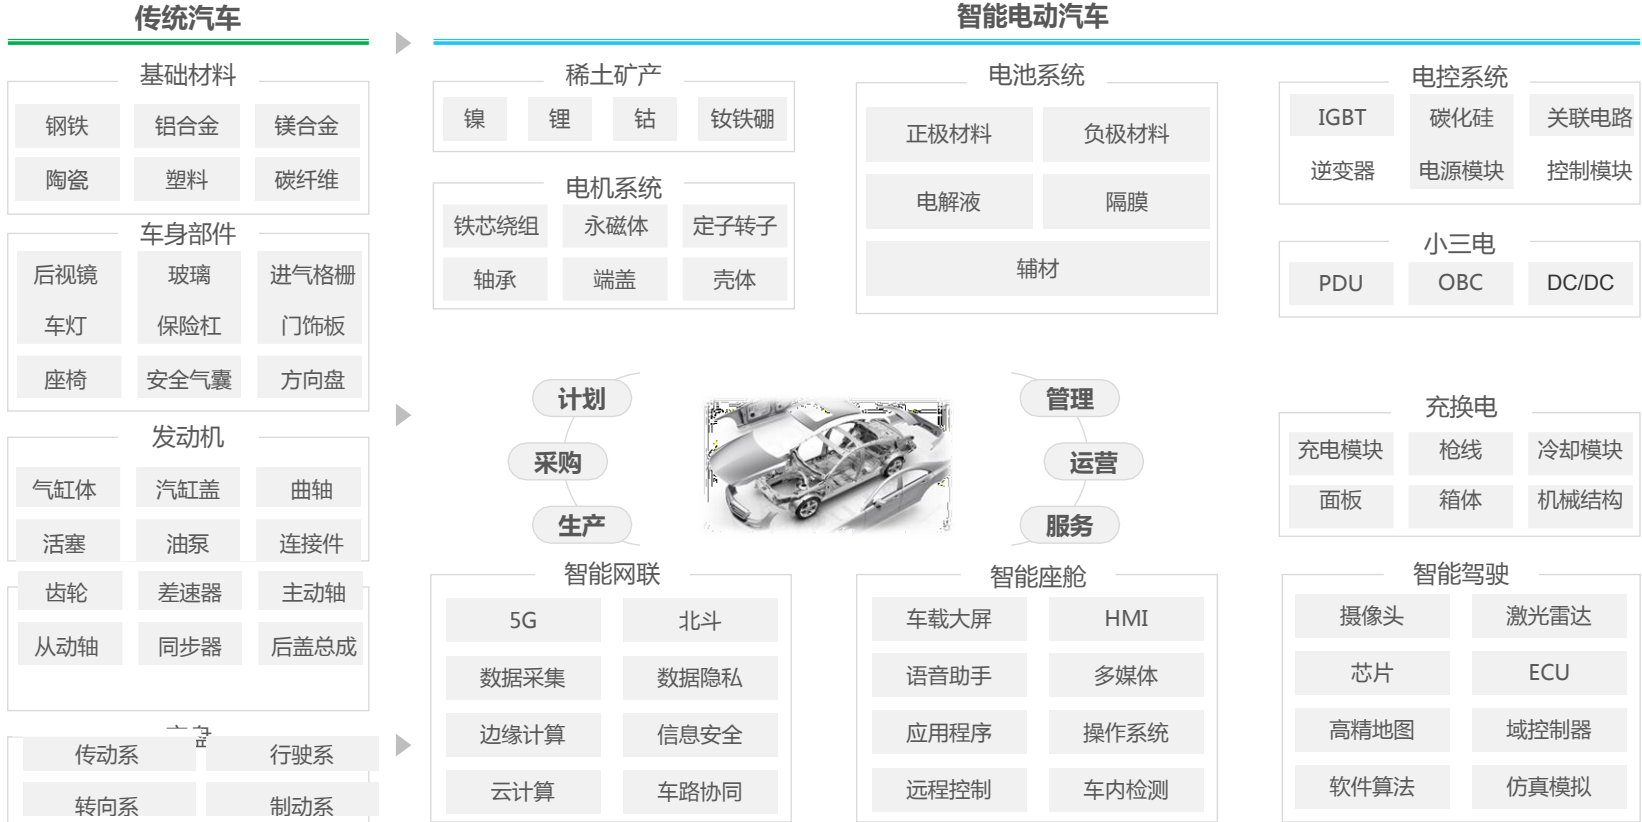 传统汽车
智能电动汽车
基础材料
钢铁 铝合金 镁合金
陶瓷 塑料 碳纤维
车身部件
后视镜 玻璃 进气格栅
车灯 保险杠 门饰板
座椅 安全气囊 方向盘
发动机
气缸体 汽缸盖 曲轴
活塞 油泵 连接件
齿轮 差速器 主动轴
从动轴 同步器 后盖总成
传动系 行驶系
转向系 制动系
稀土矿产
镍 锂 钴 钕铁硼
电机系统
铁芯绕组 永磁体 定子转子
轴承 端盖 壳体
电池系统
正极材料 负极材料
电解液 隔膜
辅材
电控系统
IGBT 碳化硅 关联电路
逆变器 电源模块 控制模块
小三电
PDU OBC DC/DC
计划
采购
生产
管理
运营
服务
充换电
充电模块 枪线 冷却模块
面板 箱体 机械结构
智能网联
5G 北斗
数据采集 数据隐私
边缘计算 信息安全
云计算 车路协同
智能座舱
车载大屏 HMI
语音助手 多媒体
应用程序 操作系统
远程控制 车内检测
智能驾驶
摄像头 激光雷达
芯片 ECU
高精地图 域控制器
软件算法 仿真模拟